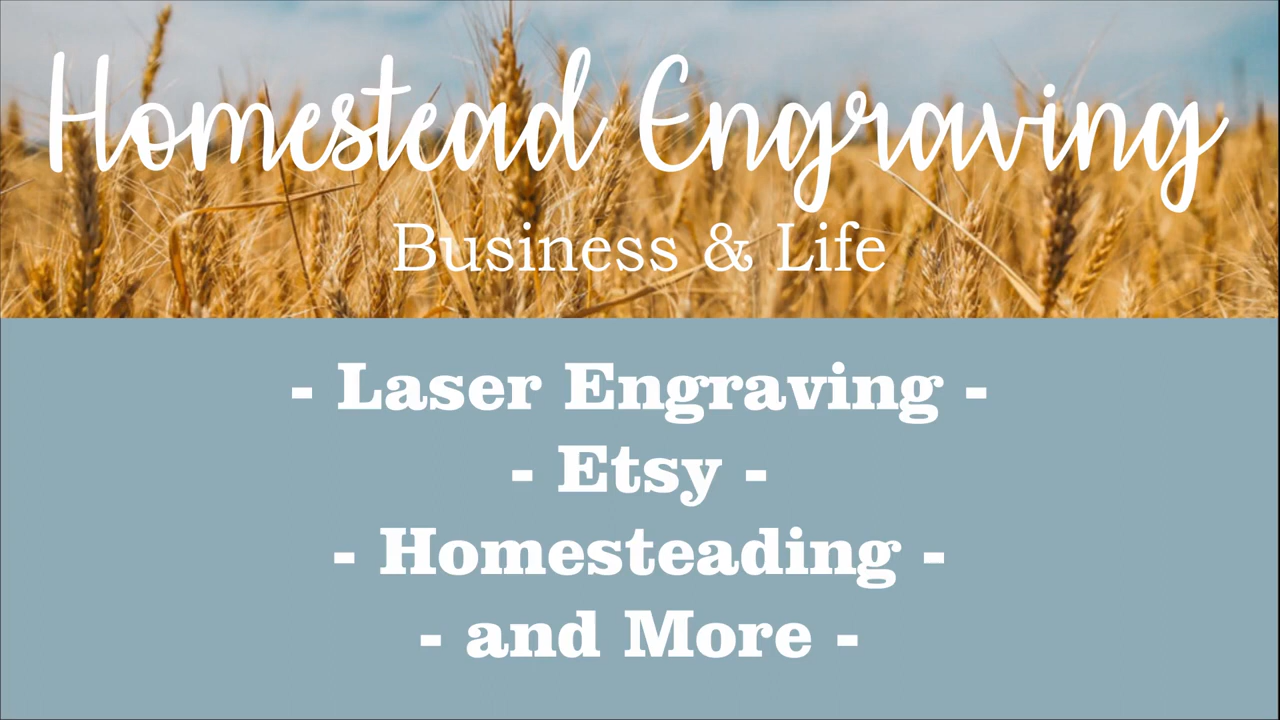 Homestead Engraving
Business & Life
- Laser Engraving -
- Etsy -
- Homesteading -
- and More -